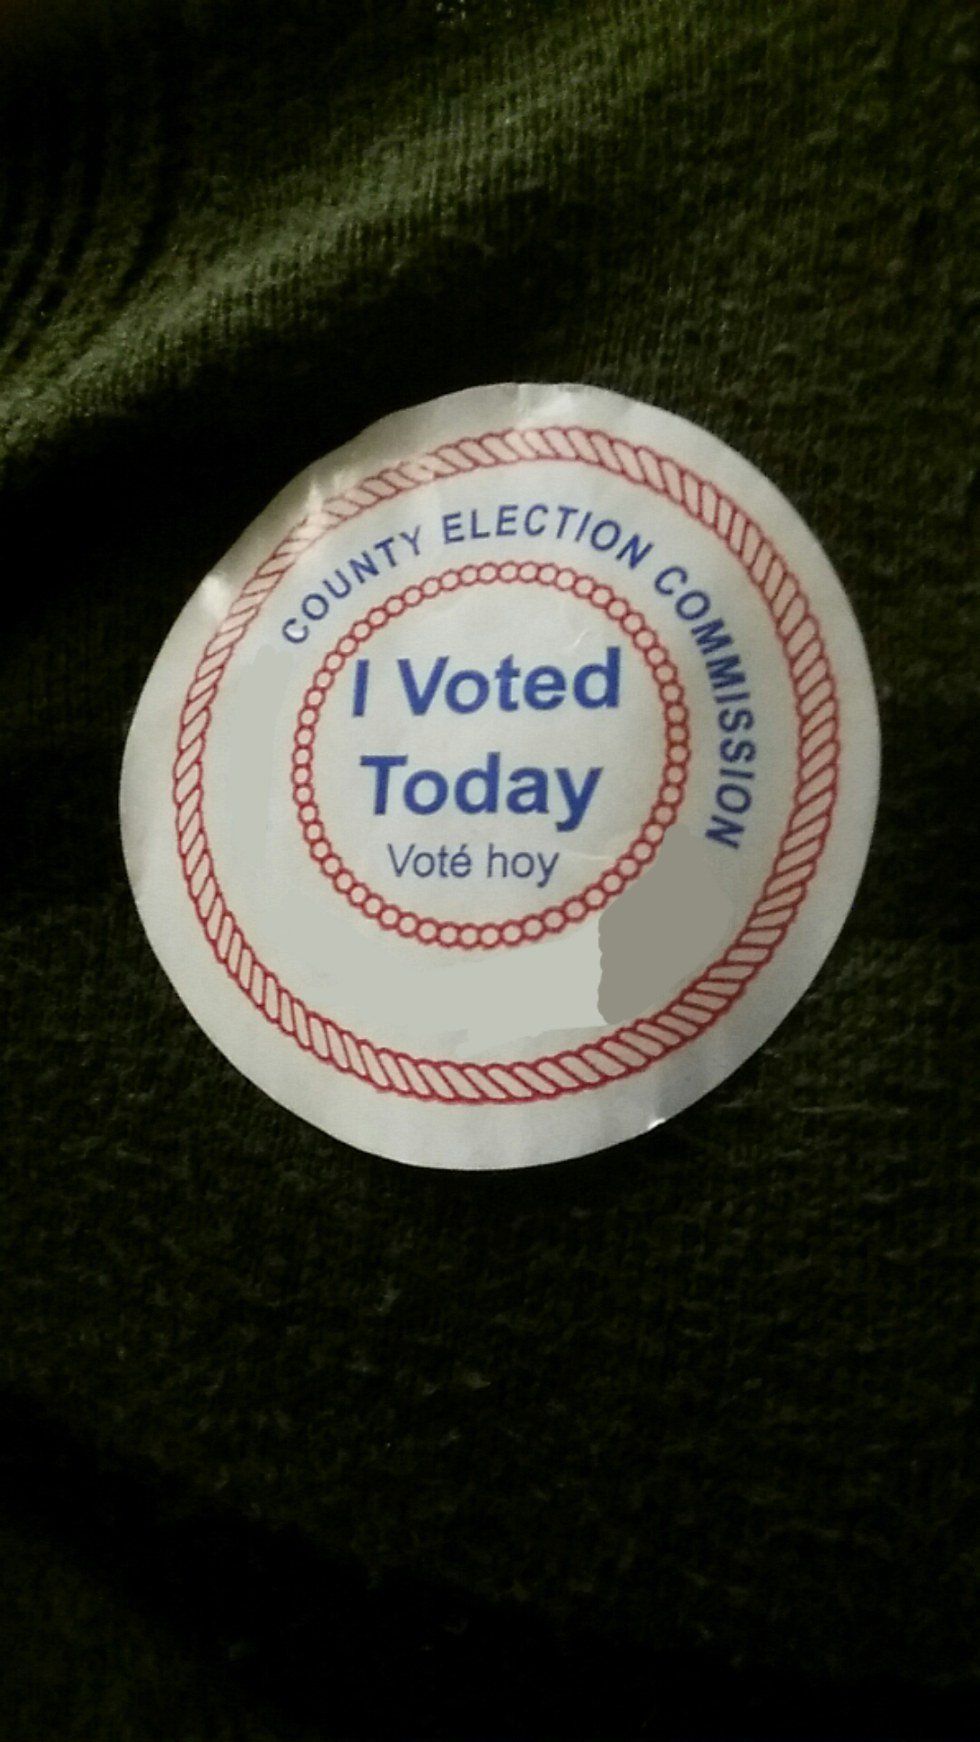 COUNTY ELECTION COMMISSION
I Voted
Today
Voté hoy